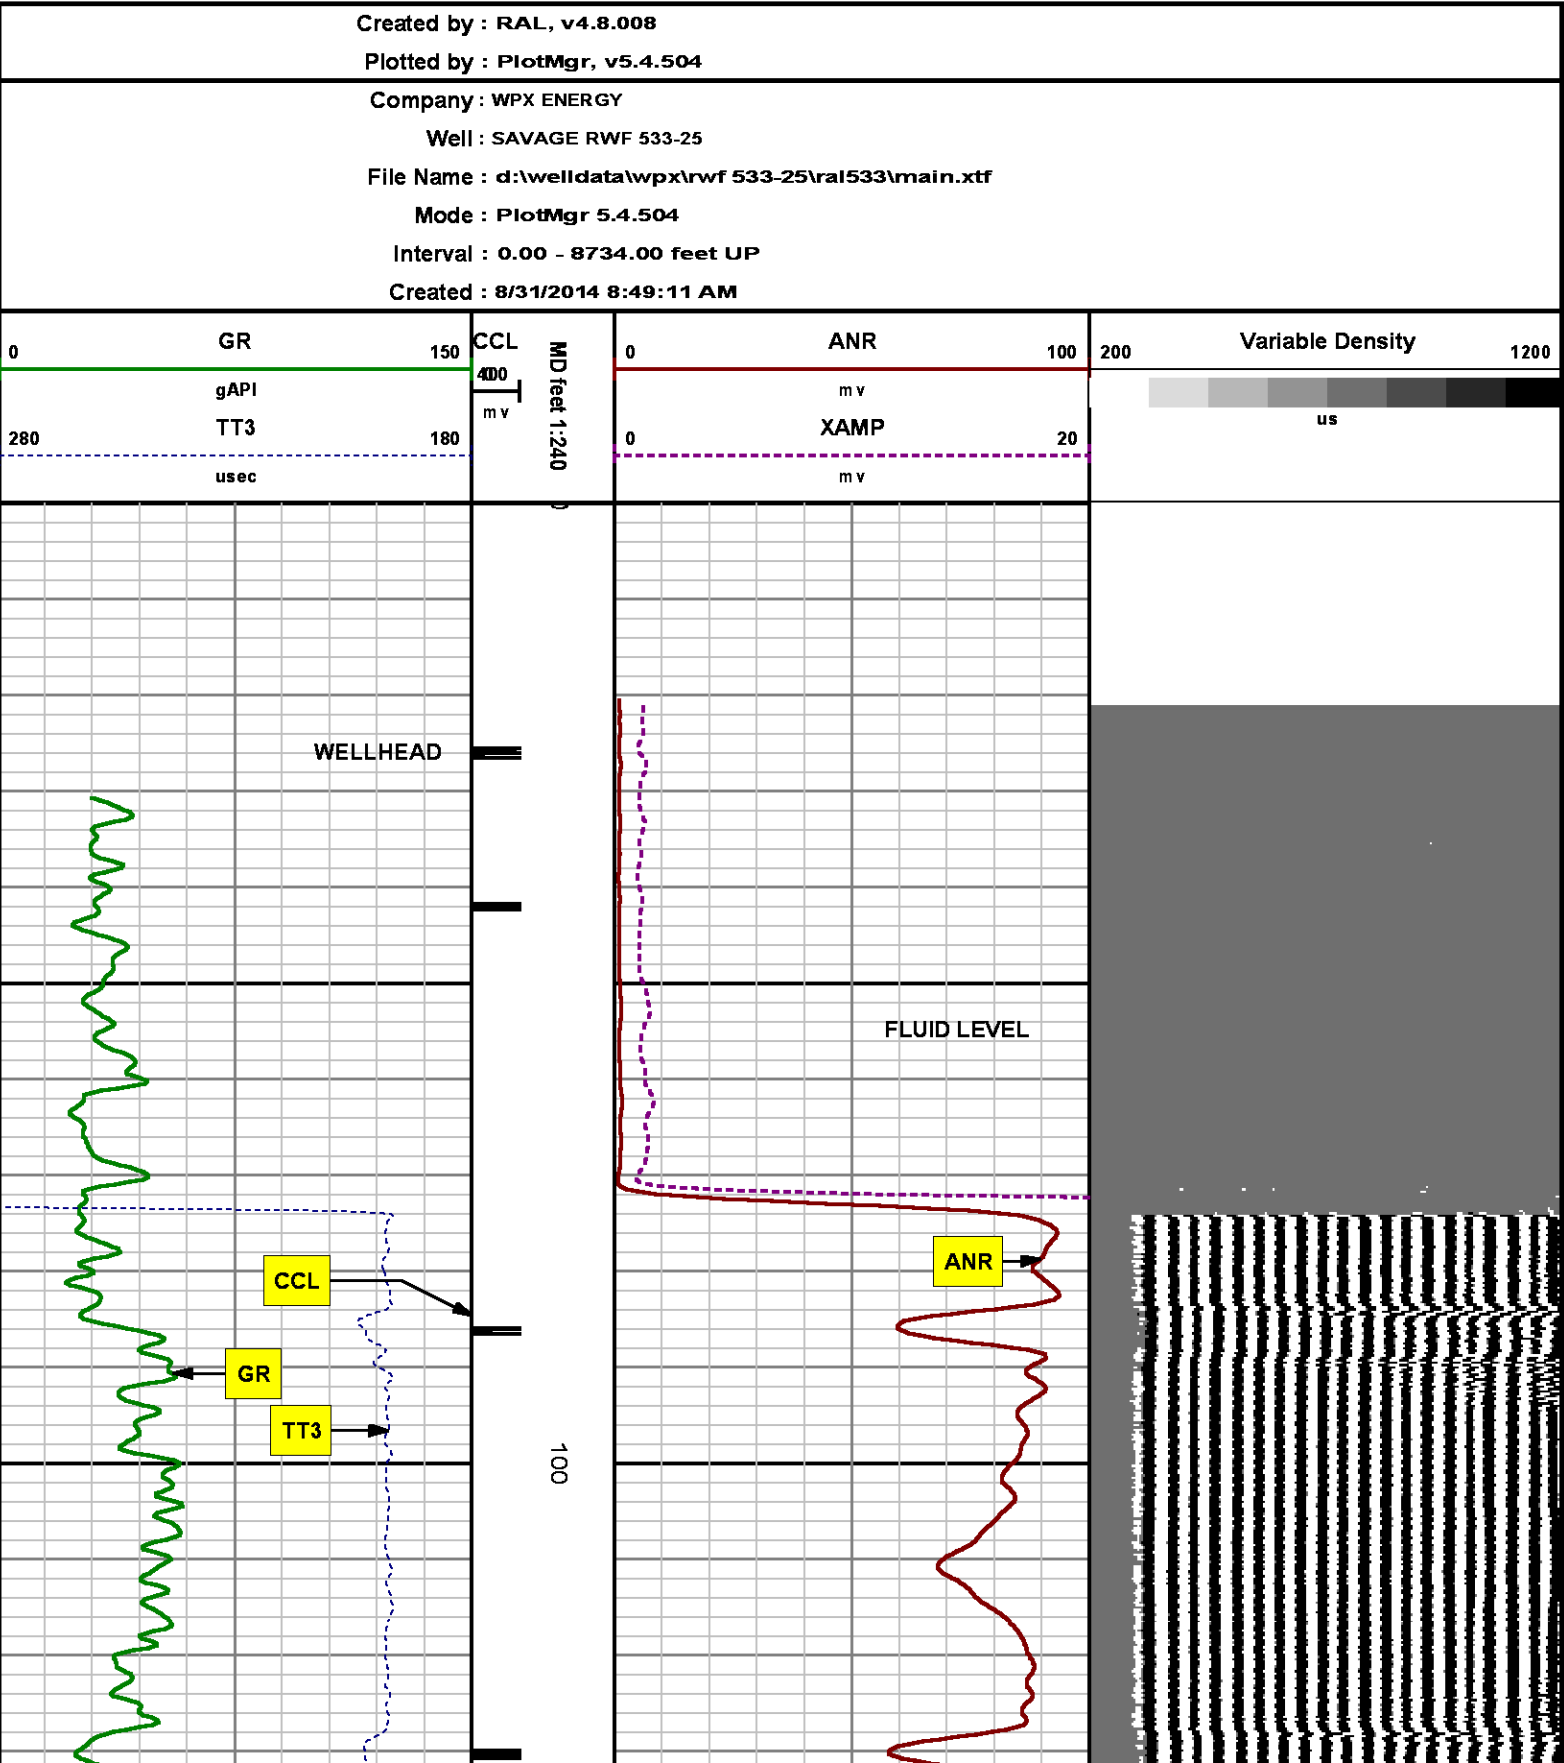 Created by : RAL, v4.8.008
Plotted by : PlotMgr, v5.4.504
Company : WPX ENERGY
Well : SAVAGE RWF 533-25
File Name : d:\welldata\wpx\rwf 533-25\ral533\main.xtf
Mode : PlotMgr 5.4.504
Interval : 0.00 - 8734.00 feet UP
Created : 8/31/2014 8:49:11 AM
0 GR 150
gAPI
280 TT3 180
usec
CCL
mv
MD feet 1:240
0 ANR 100
mv
0 XAMP 20
mv
200 Variable Density 1200
us
WELLHEAD
FLUID LEVEL
ANR
CCL
GR
TT3
100